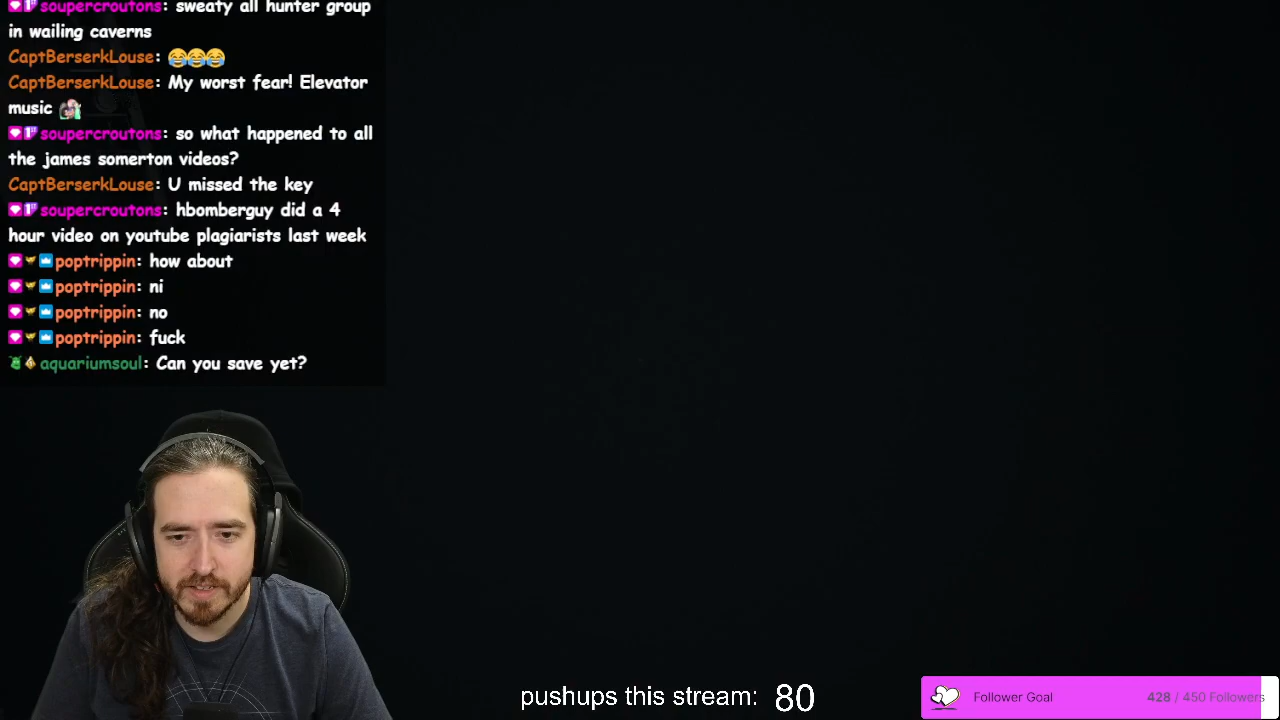 soupercroutons: sweaty all hunter group
in wailing caverns
CaptBerserkLouse: 😂😂😂
CaptBerserkLouse: My worst fear! Elevator
music
soupercroutons: so what happened to all
the james somerton videos?
CaptBerserkLouse: U missed the key
soupercroutons: hbomberguy did a 4
hour video on youtube plagiarists last week
poptrippin: how about
poptrippin: ni
poptrippin: no
poptrippin: fuck
aquariumsoul: Can you save yet?
pushups this stream: 80
Follower Goal 428 / 450 Followers